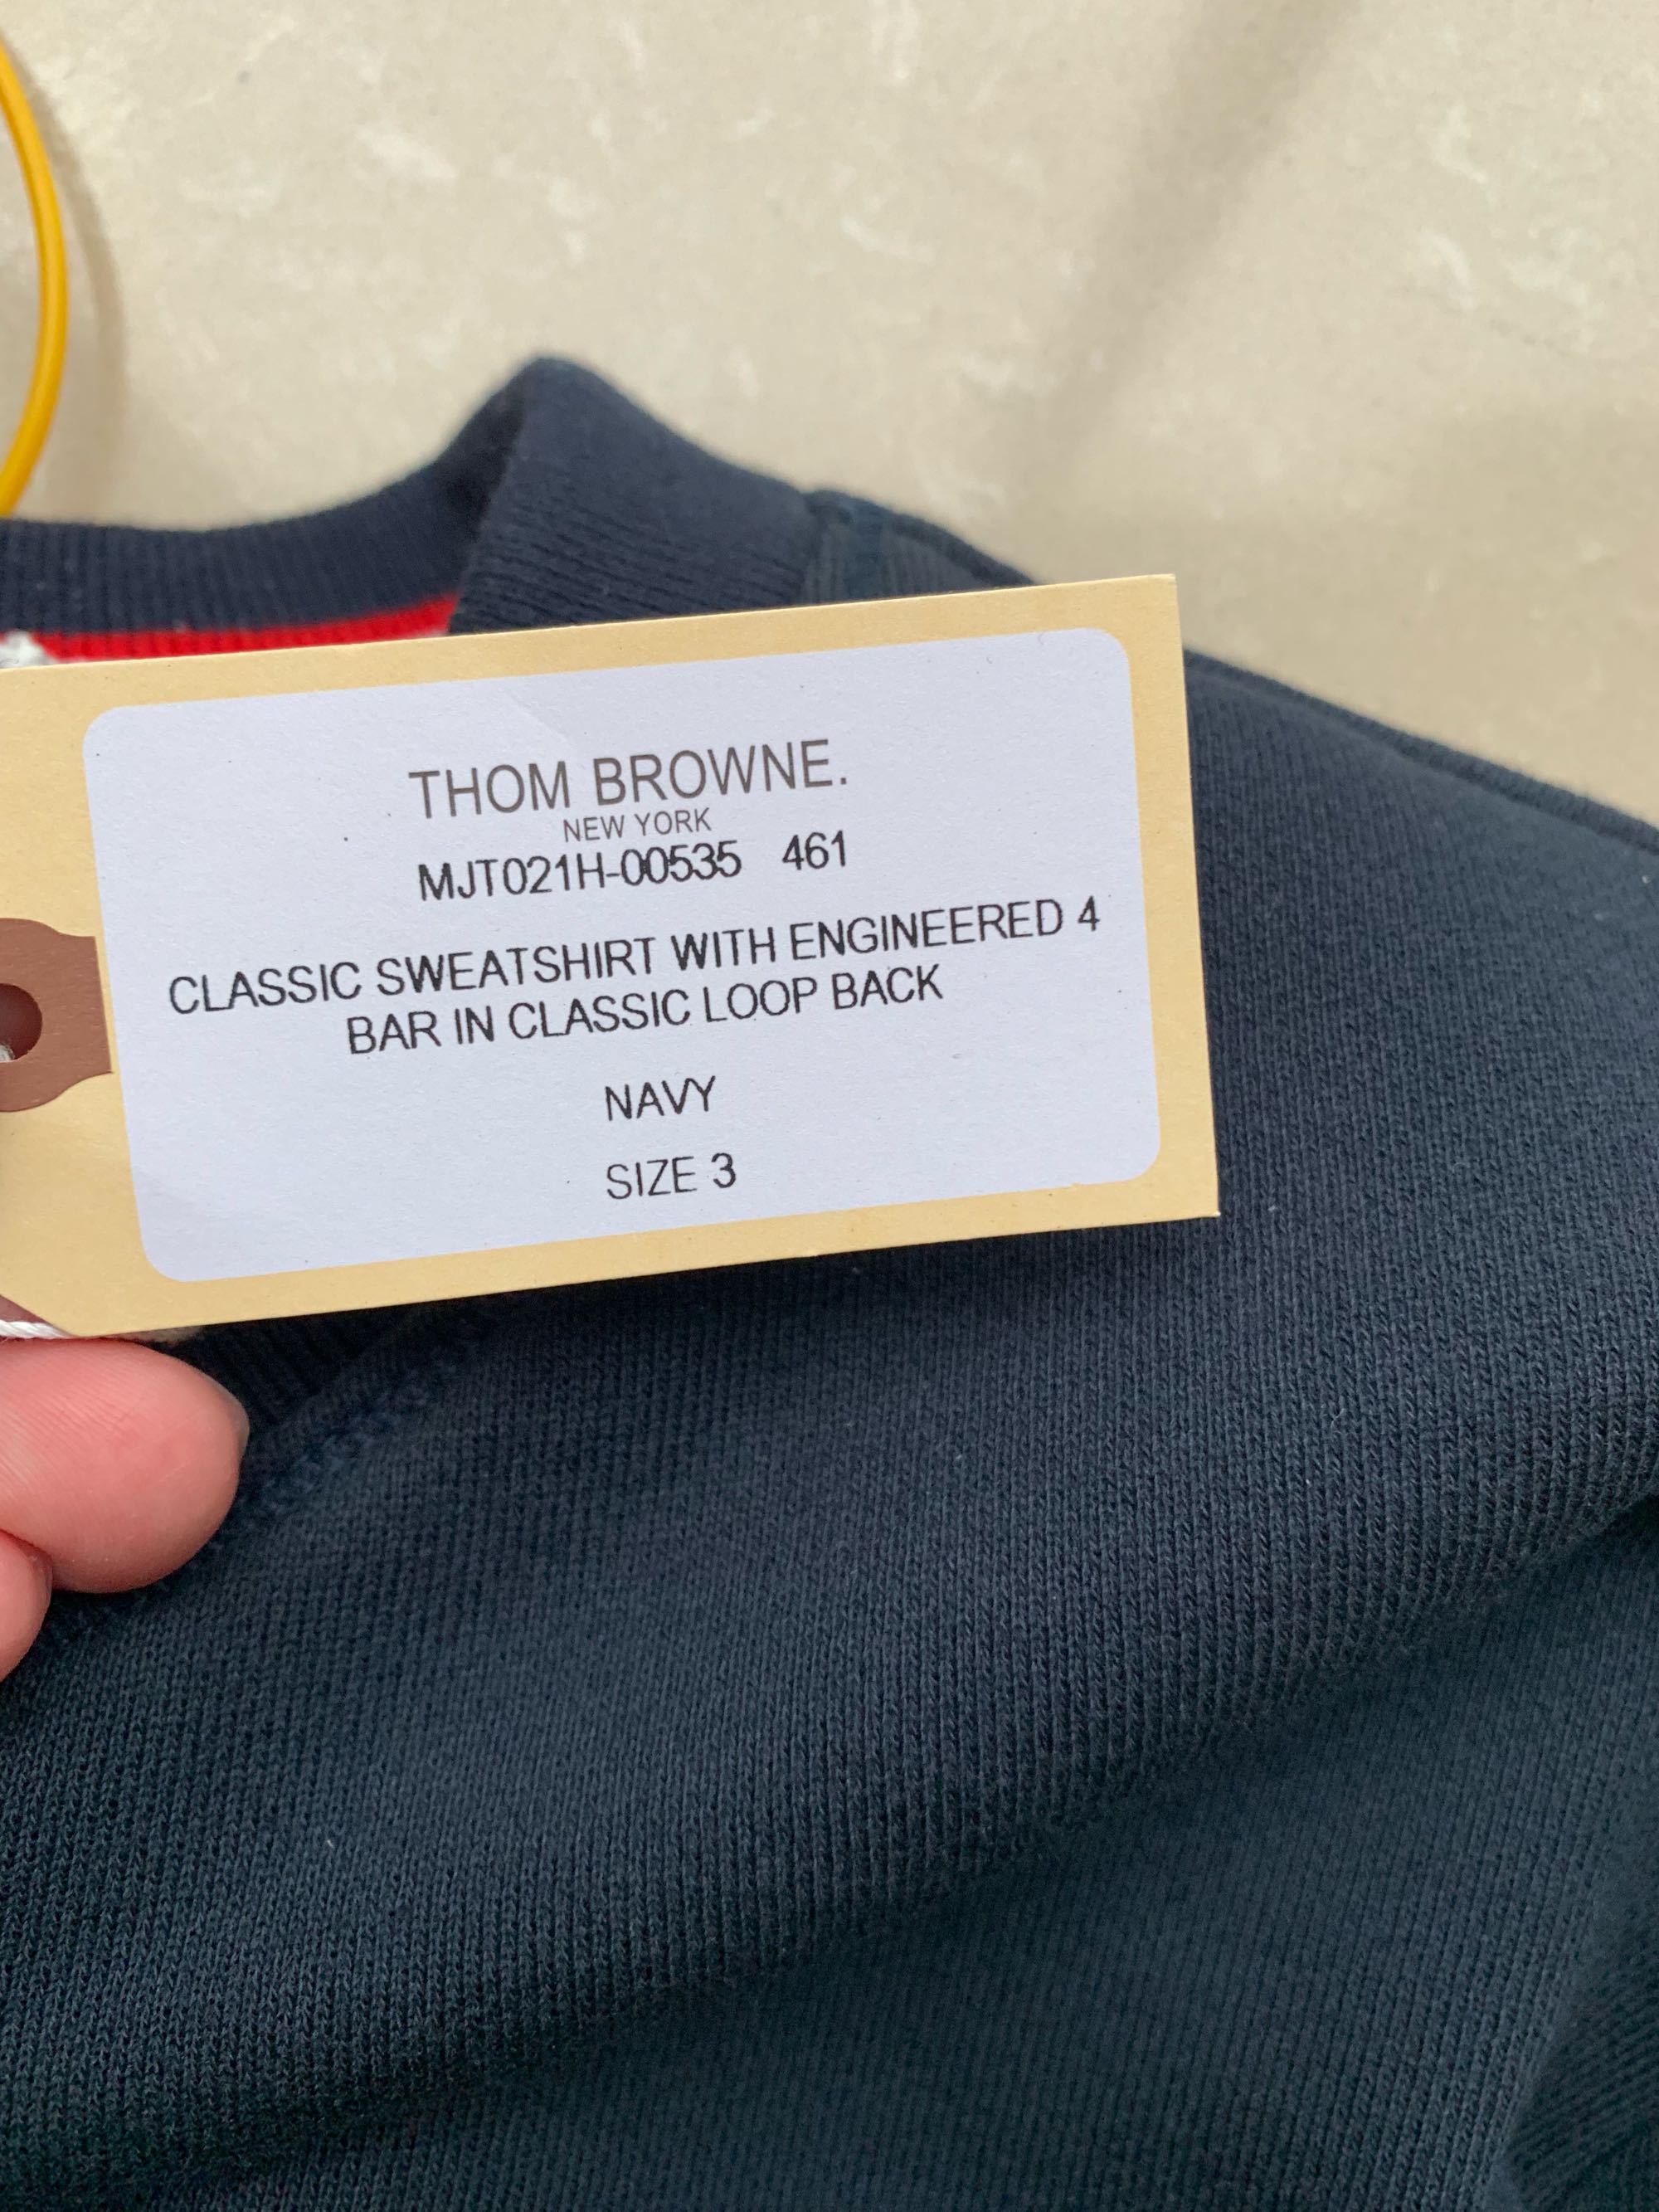 THOM BROWNE.
NEW YORK
MJT021H-00535 461
CLASSIC SWEATSHIRT WITH ENGINEERED 4
BAR IN CLASSIC LOOP BACK
NAVY
SIZE 3